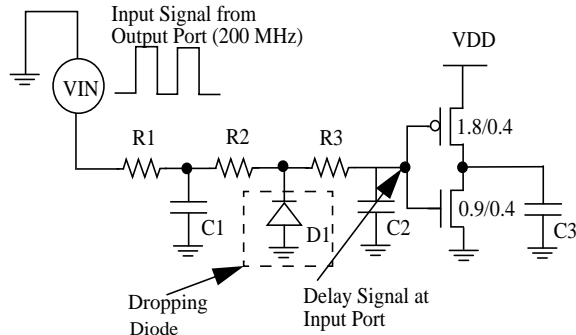 Input Signal from
Output Port (200 MHz)
VDD
VIN
R1
R2
R3
1.8/0.4
0.9/0.4
C1
D1
C2
C3
Dropping
Diode
Delay Signal at
Input Port